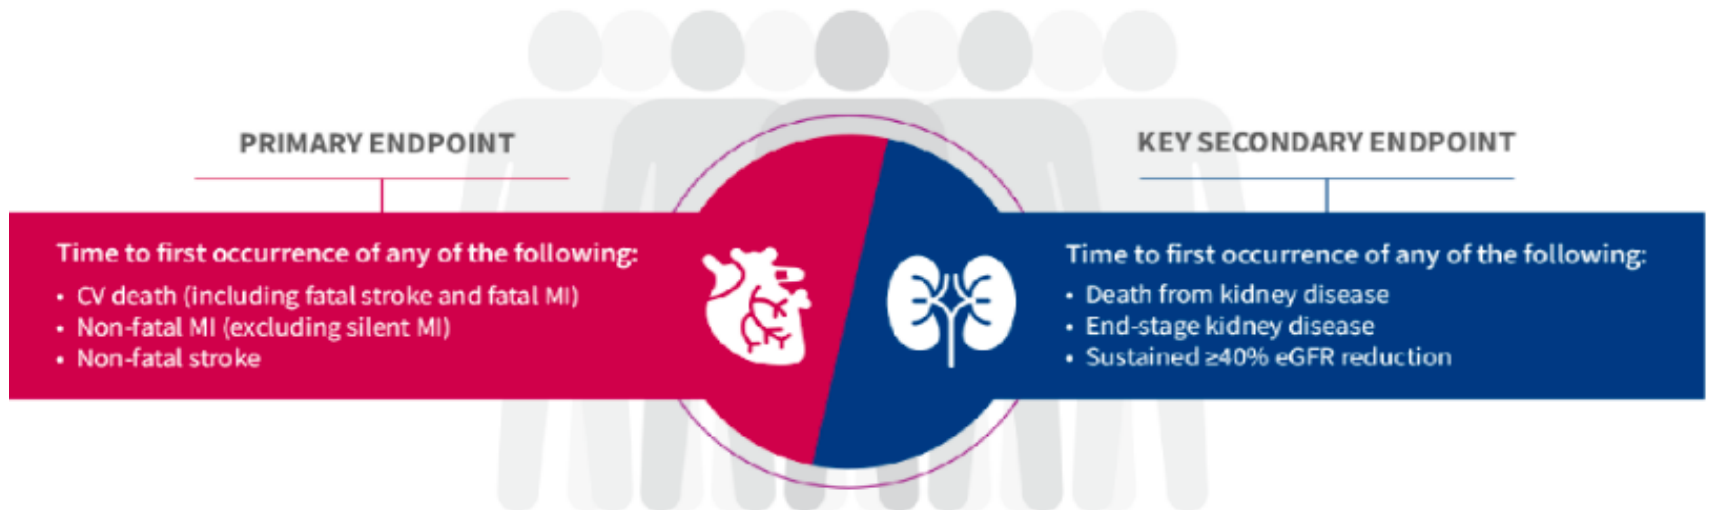 PRIMARY ENDPOINT
Time to first occurrence of any of the following:
• CV death (including fatal stroke and fatal MI)
• Non-fatal MI (excluding silent MI)
• Non-fatal stroke
KEY SECONDARY ENDPOINT
Time to first occurrence of any of the following:
• Death from kidney disease
• End-stage kidney disease
• Sustained ≥40% eGFR reduction